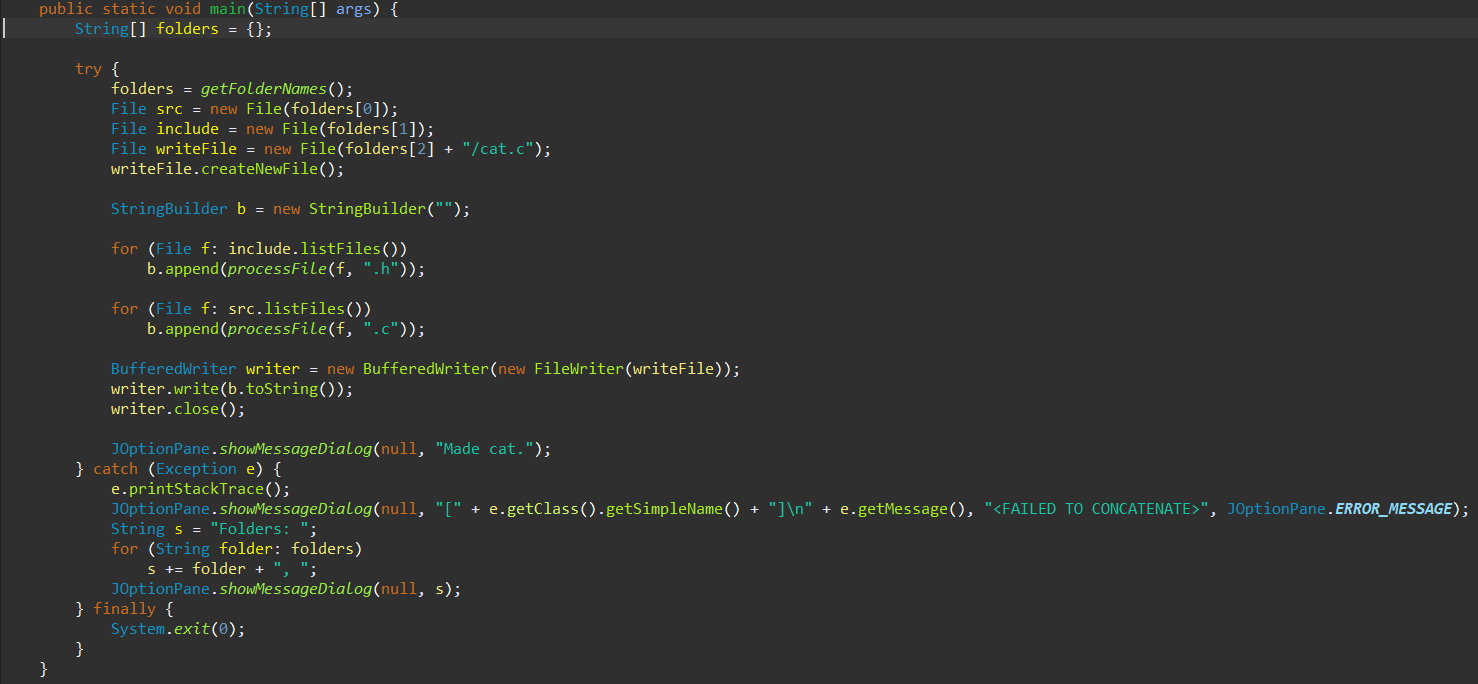 public static void main(String[] args) {
String[] folders = {};
try {
folders = getFolderNames();
File src = new File(folders[0]);
File include = new File(folders[1]);
File writeFile = new File(folders[2] + "/cat.c");
writeFile.createNewFile();
StringBuilder b = new StringBuilder("");
for (File f: include.listFiles())
b.append(processFile(f, ".h"));
for (File f: src.listFiles())
b.append(processFile(f, ".c"));
BufferedWriter writer = new BufferedWriter(new FileWriter(writeFile));
writer.write(b.toString());
writer.close();
JOptionPane.showMessageDialog(null, "Made cat.");
} catch (Exception e) {
e.printStackTrace();
JOptionPane.showMessageDialog(null, "[" + e.getClass().getSimpleName() + "]\n" + e.getMessage(), "<FAILED TO CONCATENATE>", JOptionPane.ERROR_MESSAGE);
String s = "Folders: ";
for (String folder: folders)
s += folder + ", ";
JOptionPane.showMessageDialog(null, s);
} finally {
System.exit(0);
}
}